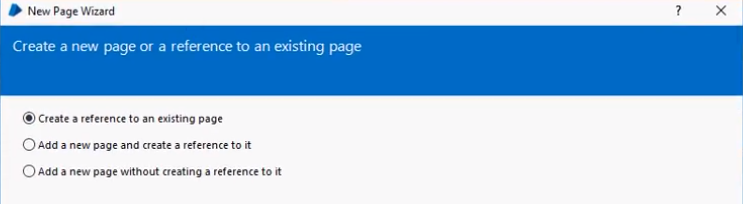 New Page Wizard ?
Create a new page or a reference to an existing page
Create a reference to an existing page
Add a new page and create a reference to it
Add a new page without creating a reference to it